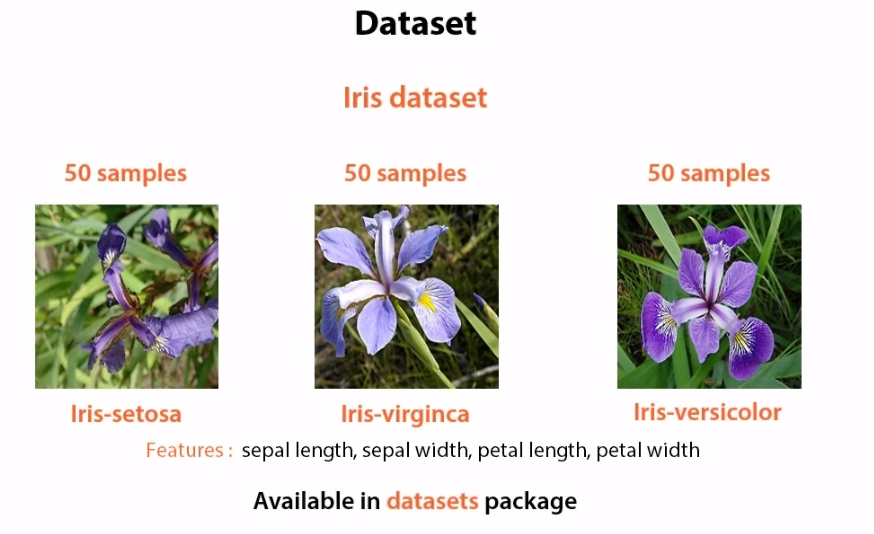 Dataset
Iris dataset
50 samples 50 samples 50 samples
Iris-setosa Iris-virginca Iris-versicolor
Features : sepal length, sepal width, petal length, petal width
Available in datasets package